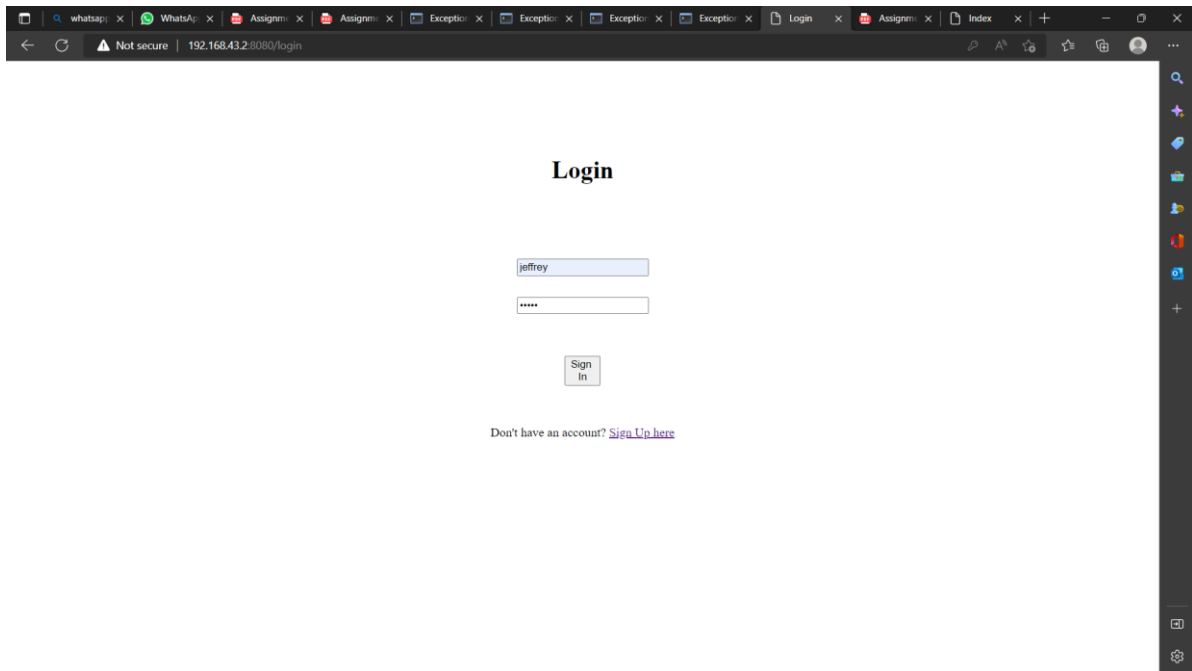 whatsapp
WhatsAp
Assignme
Assignme
Exception
Exception
Exception
Exception
Login
Assignme
Index
Not secure | 192.168.43.2:8080/login
Login
jeffrey
•••••
Sign
In
Don't have an account? Sign Up here